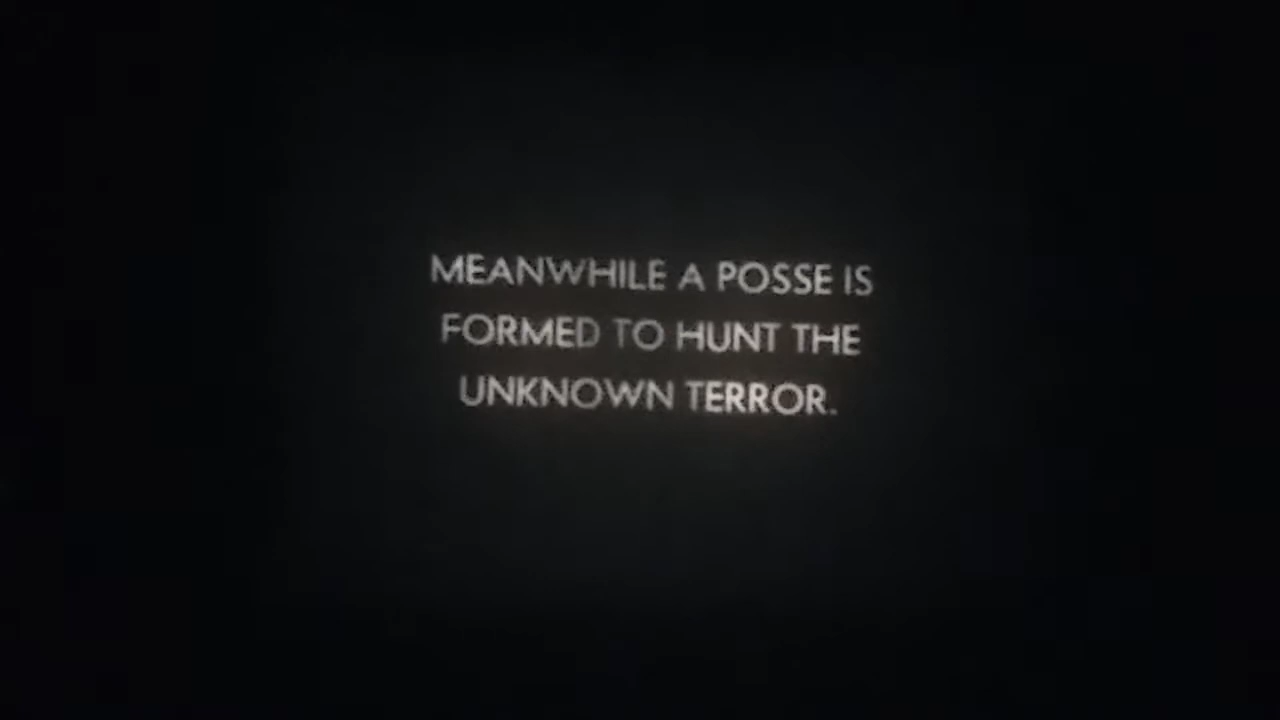 MEANWHILE A POSSE IS
FORMED TO HUNT THE
UNKNOWN TERROR.